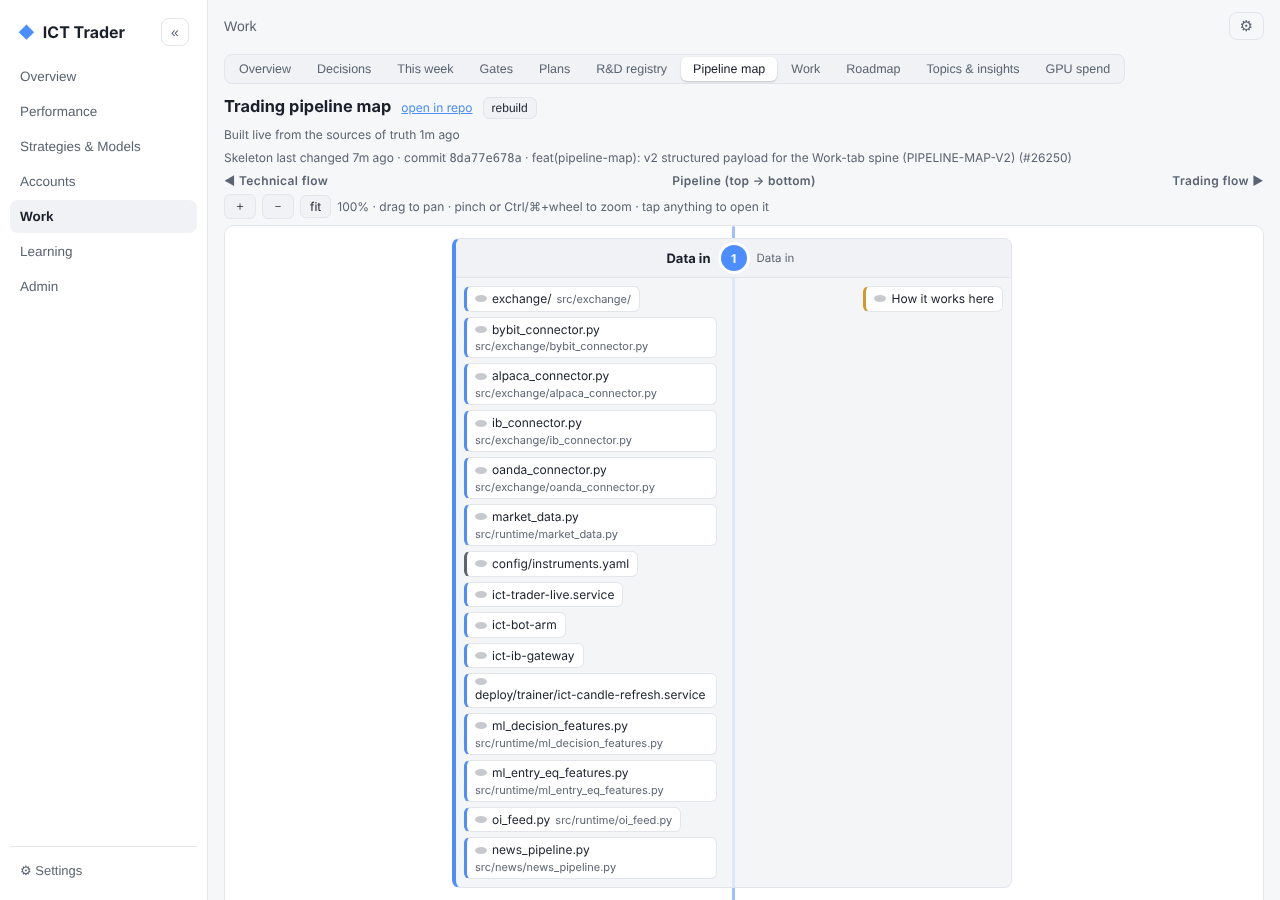 ICT Trader
«
Overview
Performance
Strategies & Models
Accounts
Work
Learning
Admin
⚙ Settings
Work
⚙
Overview Decisions This week Gates Plans R&D registry Pipeline map Work Roadmap Topics & insights GPU spend
Trading pipeline map open in repo rebuild
Built live from the sources of truth 1m ago
Skeleton last changed 7m ago · commit 8da77e678a · feat(pipeline-map): v2 structured payload for the Work-tab spine (PIPELINE-MAP-V2) (#26250)
◀ Technical flow Pipeline (top → bottom) Trading flow ▶
+ − fit 100% · drag to pan · pinch or Ctrl/⌘+wheel to zoom · tap anything to open it
Data in 1 Data in
exchange/ src/exchange/
How it works here
bybit_connector.py
src/exchange/bybit_connector.py
alpaca_connector.py
src/exchange/alpaca_connector.py
ib_connector.py
src/exchange/ib_connector.py
oanda_connector.py
src/exchange/oanda_connector.py
market_data.py
src/runtime/market_data.py
config/instruments.yaml
ict-trader-live.service
ict-bot-arm
ict-ib-gateway
deploy/trainer/ict-candle-refresh.service
ml_decision_features.py
src/runtime/ml_decision_features.py
ml_entry_eq_features.py
src/runtime/ml_entry_eq_features.py
oi_feed.py src/runtime/oi_feed.py
news_pipeline.py
src/news/news_pipeline.py